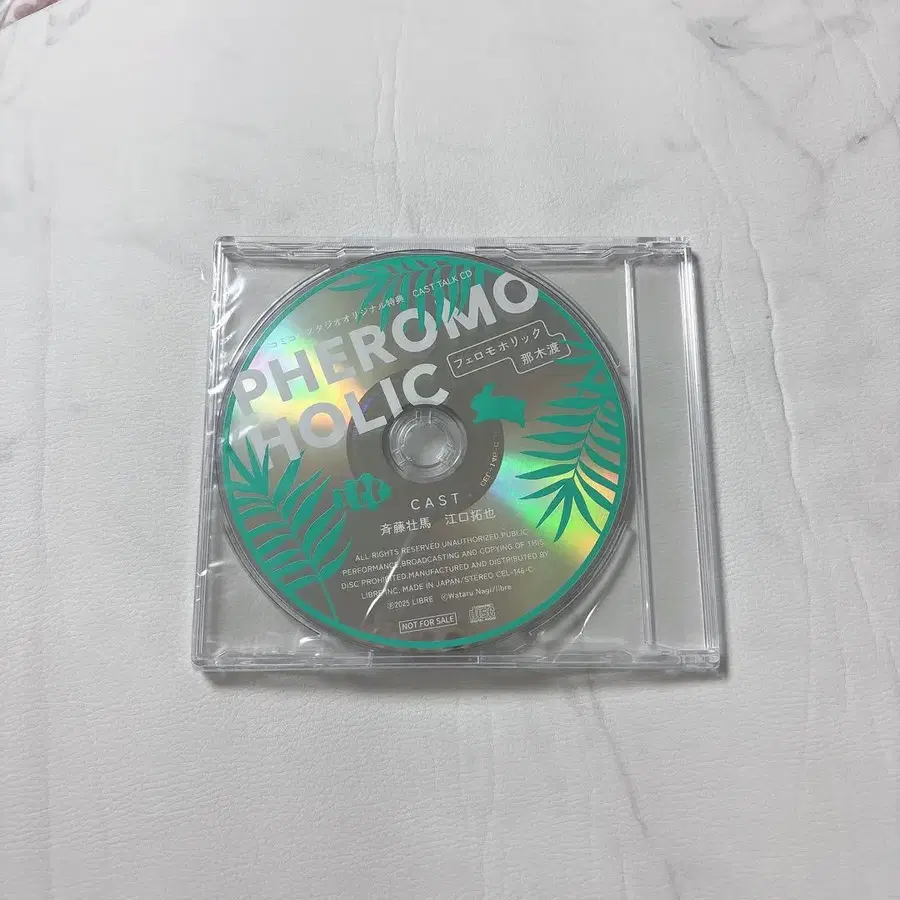 コミコミスタジオオリジナル特典 CAST TALK CD
PHEROMO
HOLIC
フェロモホリック
那木渡
CAST
斉藤壮馬 江口拓也
ALL RIGHTS RESERVED.UNAUTHORIZED.PUBLIC
PERFORMANCE.BROADCASTING AND COPYING OF THIS
DISC PROHIBITED.MANUFACTURED AND DISTRIBUTED BY
LIBRE INC. MADE IN JAPAN/STEREO CEL-146-C
Ⓟ2025 LIBRE ©Wataru Nagi/libre
NOT FOR SALE